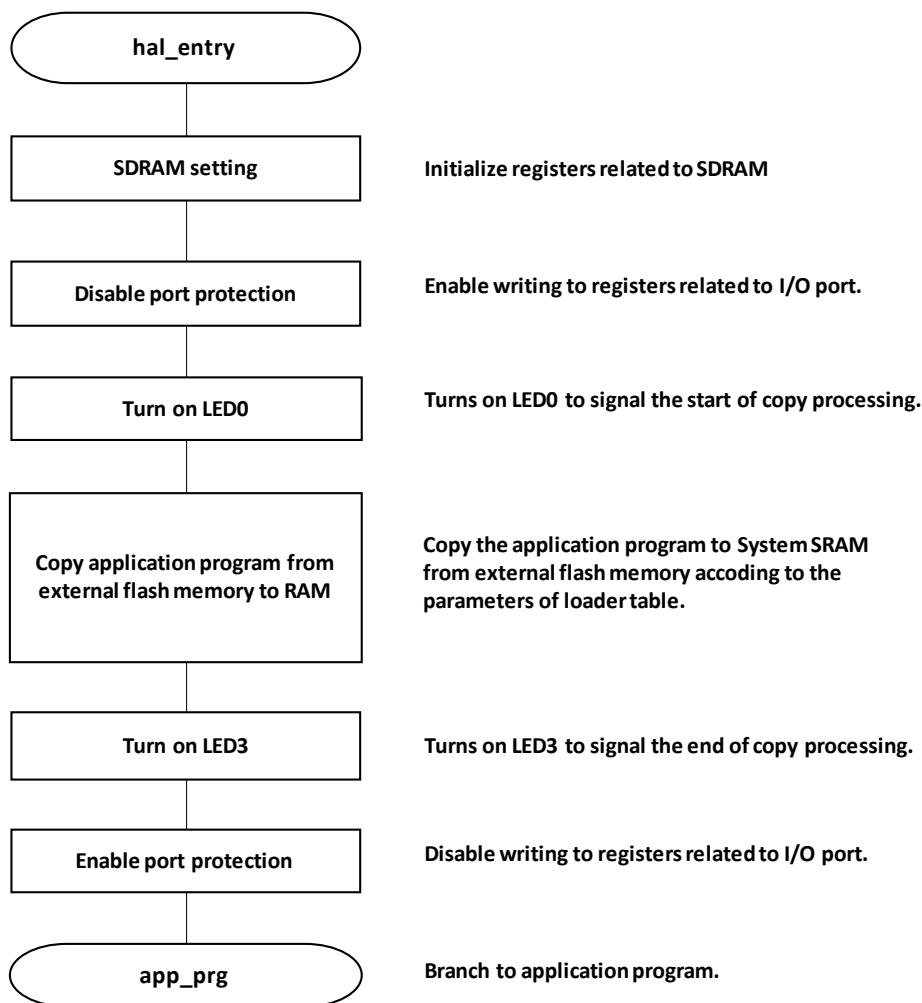 hal_entry
SDRAM setting
Initialize registers related to SDRAM
Disable port protection
Enable writing to registers related to I/O port.
Turn on LED0
Turns on LED0 to signal the start of copy processing.
Copy application program from
external flash memory to RAM
Copy the application program to System SRAM
from external flash memory accoding to the
parameters of loader table.
Turn on LED3
Turns on LED3 to signal the end of copy processing.
Enable port protection
Disable writing to registers related to I/O port.
app_prg
Branch to application program.